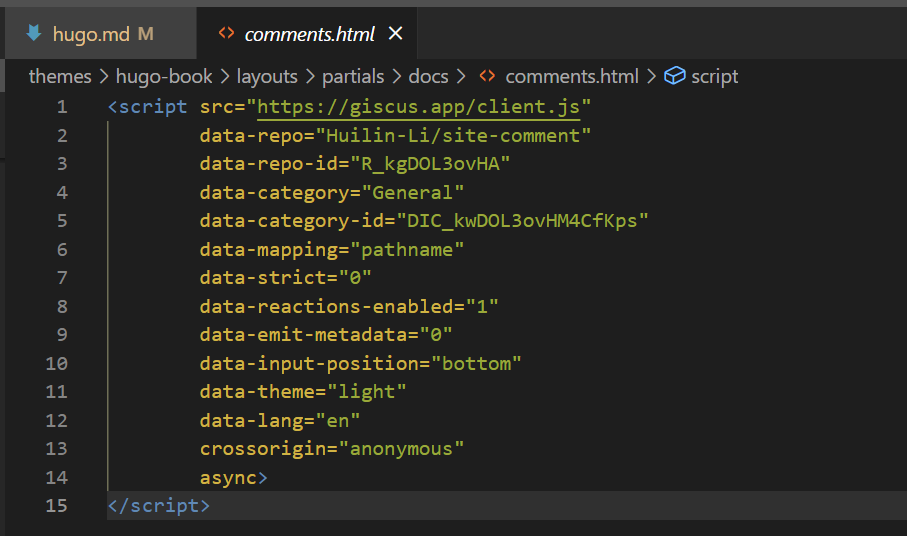 hugo.md M
comments.html
themes > hugo-book > layouts > partials > docs > comments.html > script
1 <script src="https://giscus.app/client.js"
2 data-repo="Huilin-Li/site-comment"
3 data-repo-id="R_kgDOL3ovHA"
4 data-category="General"
5 data-category-id="DIC_kwDOL3ovHM4CfKps"
6 data-mapping="pathname"
7 data-strict="0"
8 data-reactions-enabled="1"
9 data-emit-metadata="0"
10 data-input-position="bottom"
11 data-theme="light"
12 data-lang="en"
13 crossorigin="anonymous"
14 async>
15 </script>